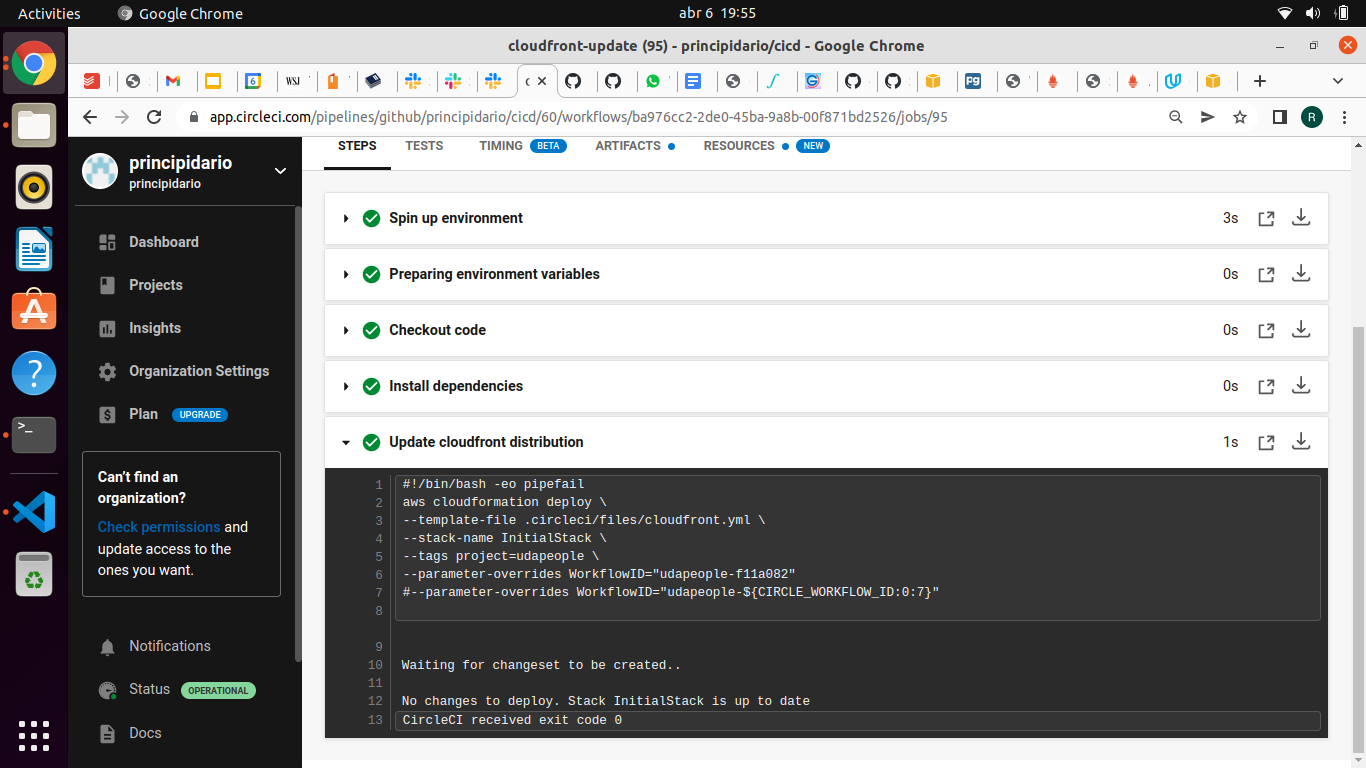 Activities
Google Chrome
abr 6 19:55
cloudfront-update (95) - principidario/cicd - Google Chrome
app.circleci.com/pipelines/github/principidario/cicd/60/workflows/ba976cc2-2de0-45ba-9a8b-00f871bd2526/jobs/95
R
principidario
principidario
Dashboard
Projects
Insights
Organization Settings
Plan UPGRADE
Can't find an
organization?
Check permissions and
update access to the
ones you want.
Notifications
Status OPERATIONAL
Docs
STEPS TESTS TIMING BETA ARTIFACTS RESOURCES NEW
Spin up environment 3s
Preparing environment variables 0s
Checkout code 0s
Install dependencies 0s
Update cloudfront distribution 1s
1 #!/bin/bash -eo pipefail
2 aws cloudformation deploy \
3 --template-file .circleci/files/cloudfront.yml \
4 --stack-name InitialStack \
5 --tags project=udapeople \
6 --parameter-overrides WorkflowID="udapeople-f11a082"
7 #--parameter-overrides WorkflowID="udapeople-${CIRCLE_WORKFLOW_ID:0:7}"
8
9
10 Waiting for changeset to be created..
11
12 No changes to deploy. Stack InitialStack is up to date
13 CircleCI received exit code 0